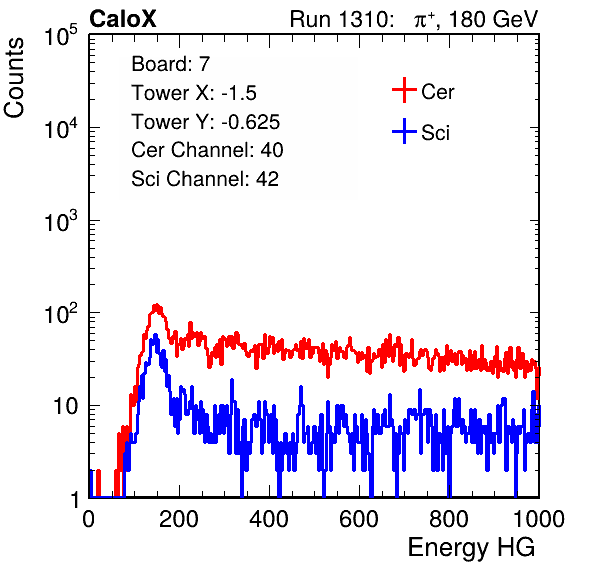 CaloX Run 1310: π⁺, 180 GeV
Counts
Board: 7
Tower X: -1.5
Tower Y: -0.625
Cer Channel: 40
Sci Channel: 42
Cer
Sci
10⁵
10⁴
10³
10²
10
1
0 200 400 600 800 1000
Energy HG